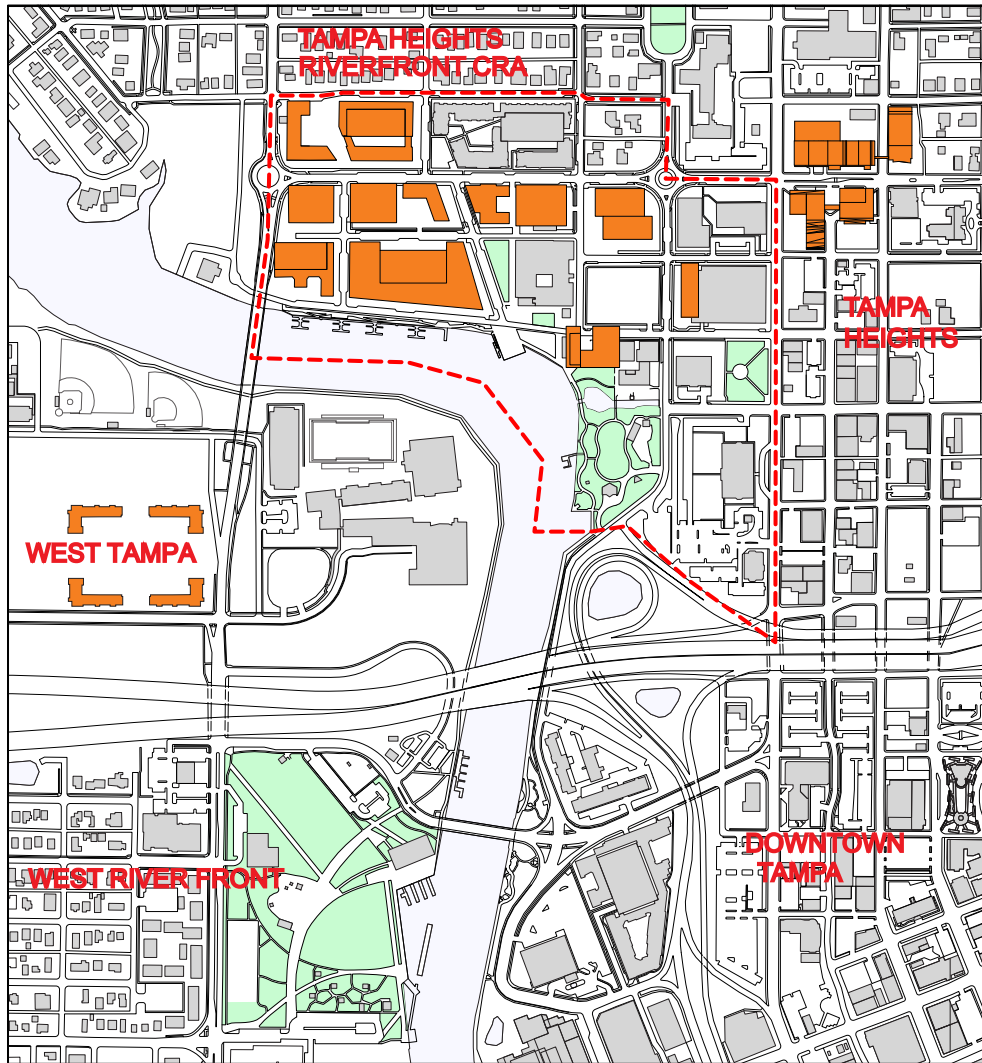 TAMPA HEIGHTS
RIVERFRONT CRA
TAMPA
HEIGHTS
WEST TAMPA
DOWNTOWN
TAMPA
WEST RIVER FRONT